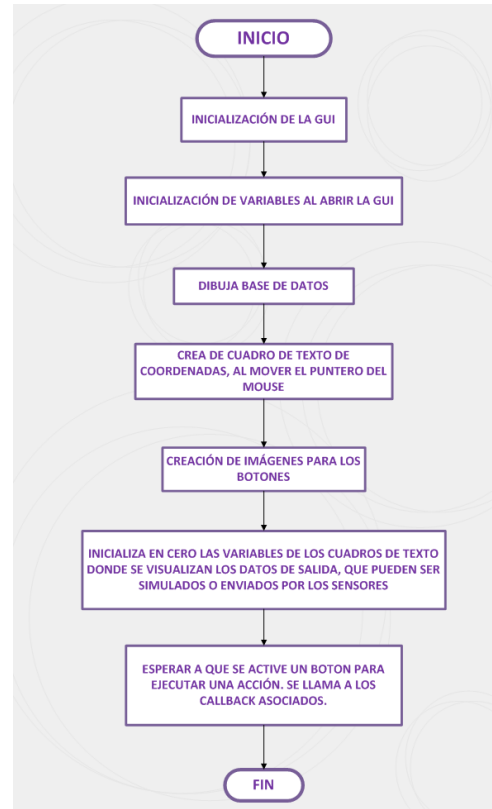 INICIO
INICIALIZACIÓN DE LA GUI
INICIALIZACIÓN DE VARIABLES AL ABRIR LA GUI
DIBUJA BASE DE DATOS
CREA DE CUADRO DE TEXTO DE
COORDENADAS, AL MOVER EL PUNTERO DEL
MOUSE
CREACIÓN DE IMÁGENES PARA LOS
BOTONES
INICIALIZA EN CERO LAS VARIABLES DE LOS CUADROS DE TEXTO
DONDE SE VISUALIZAN LOS DATOS DE SALIDA, QUE PUEDEN SER
SIMULADOS O ENVIADOS POR LOS SENSORES
ESPERAR A QUE SE ACTIVE UN BOTON PARA
EJECUTAR UNA ACCIÓN. SE LLAMA A LOS
CALLBACK ASOCIADOS.
FIN